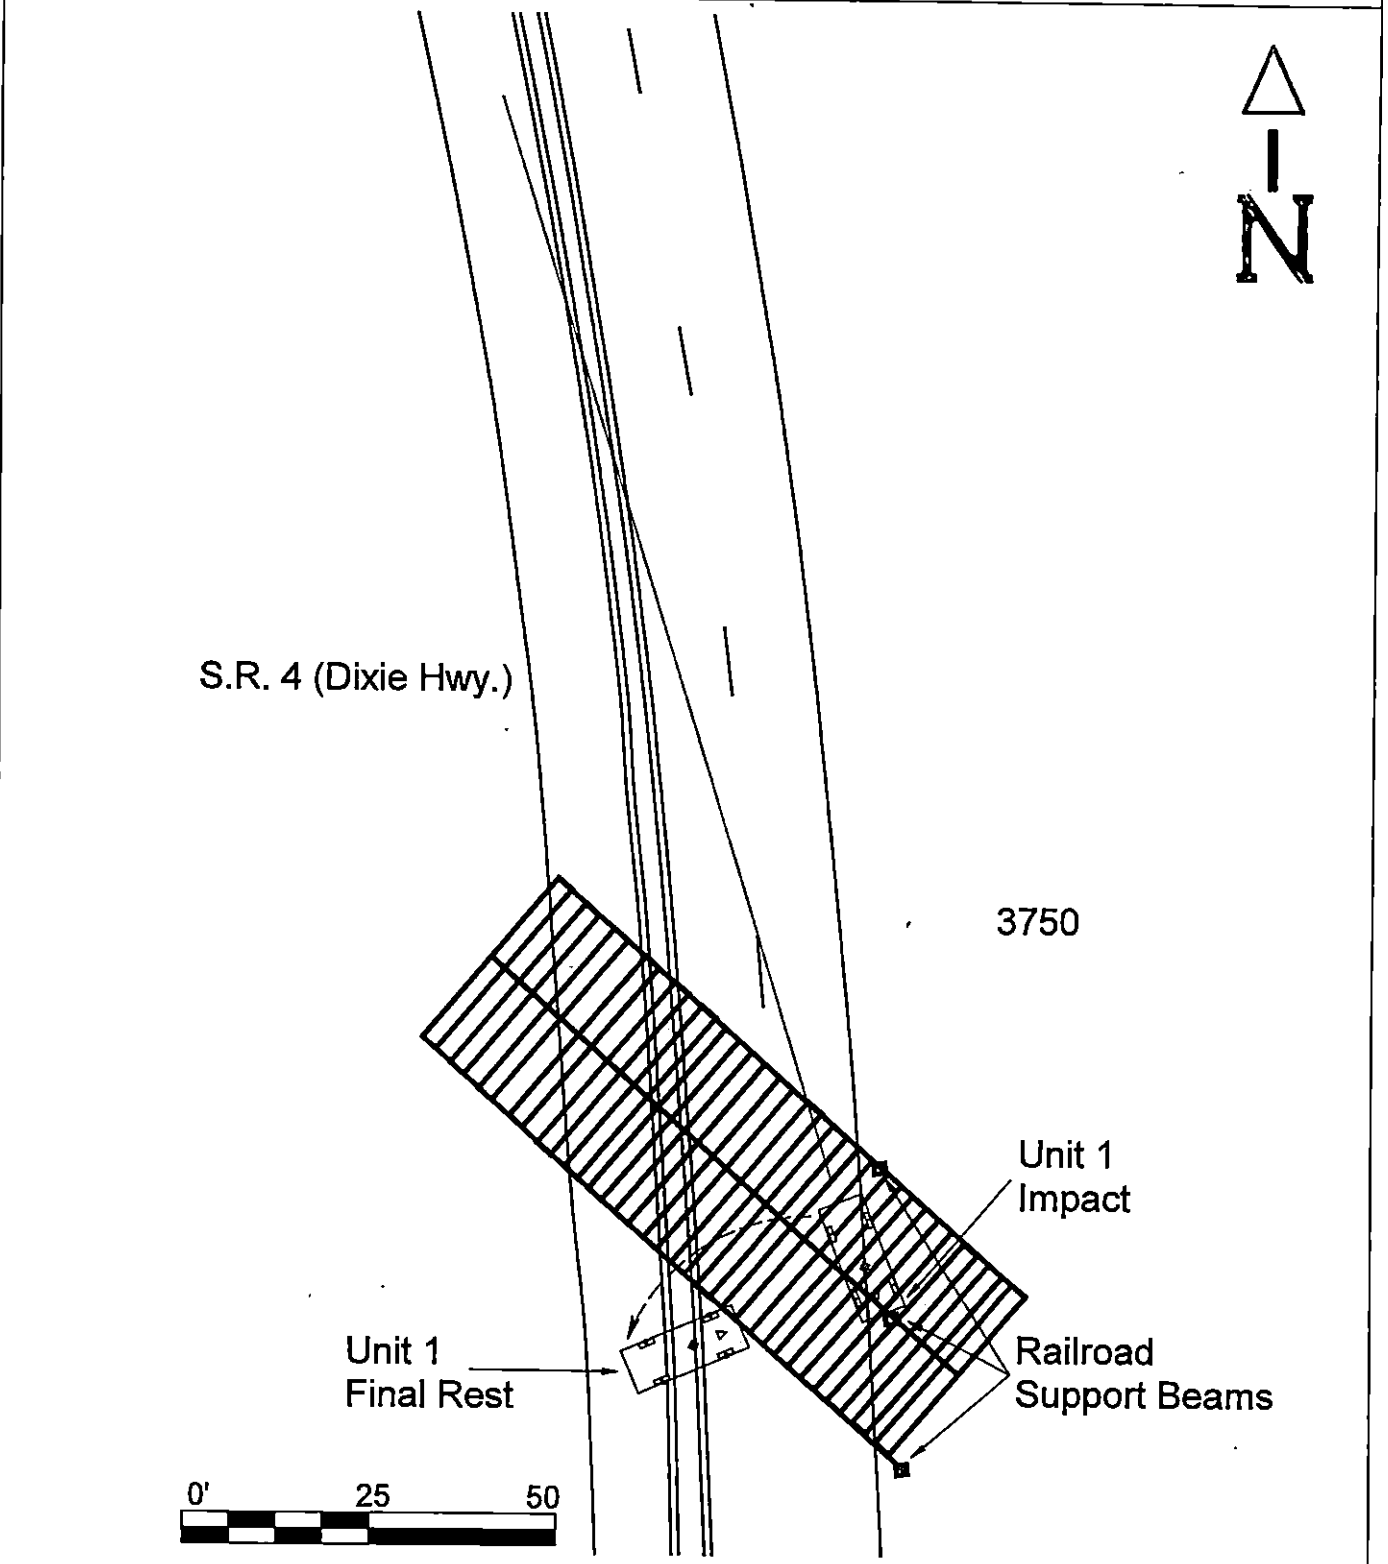 N
S.R. 4 (Dixie Hwy.)
3750
Unit 1
Impact
Unit 1
Final Rest
Railroad
Support Beams
0' 25 50